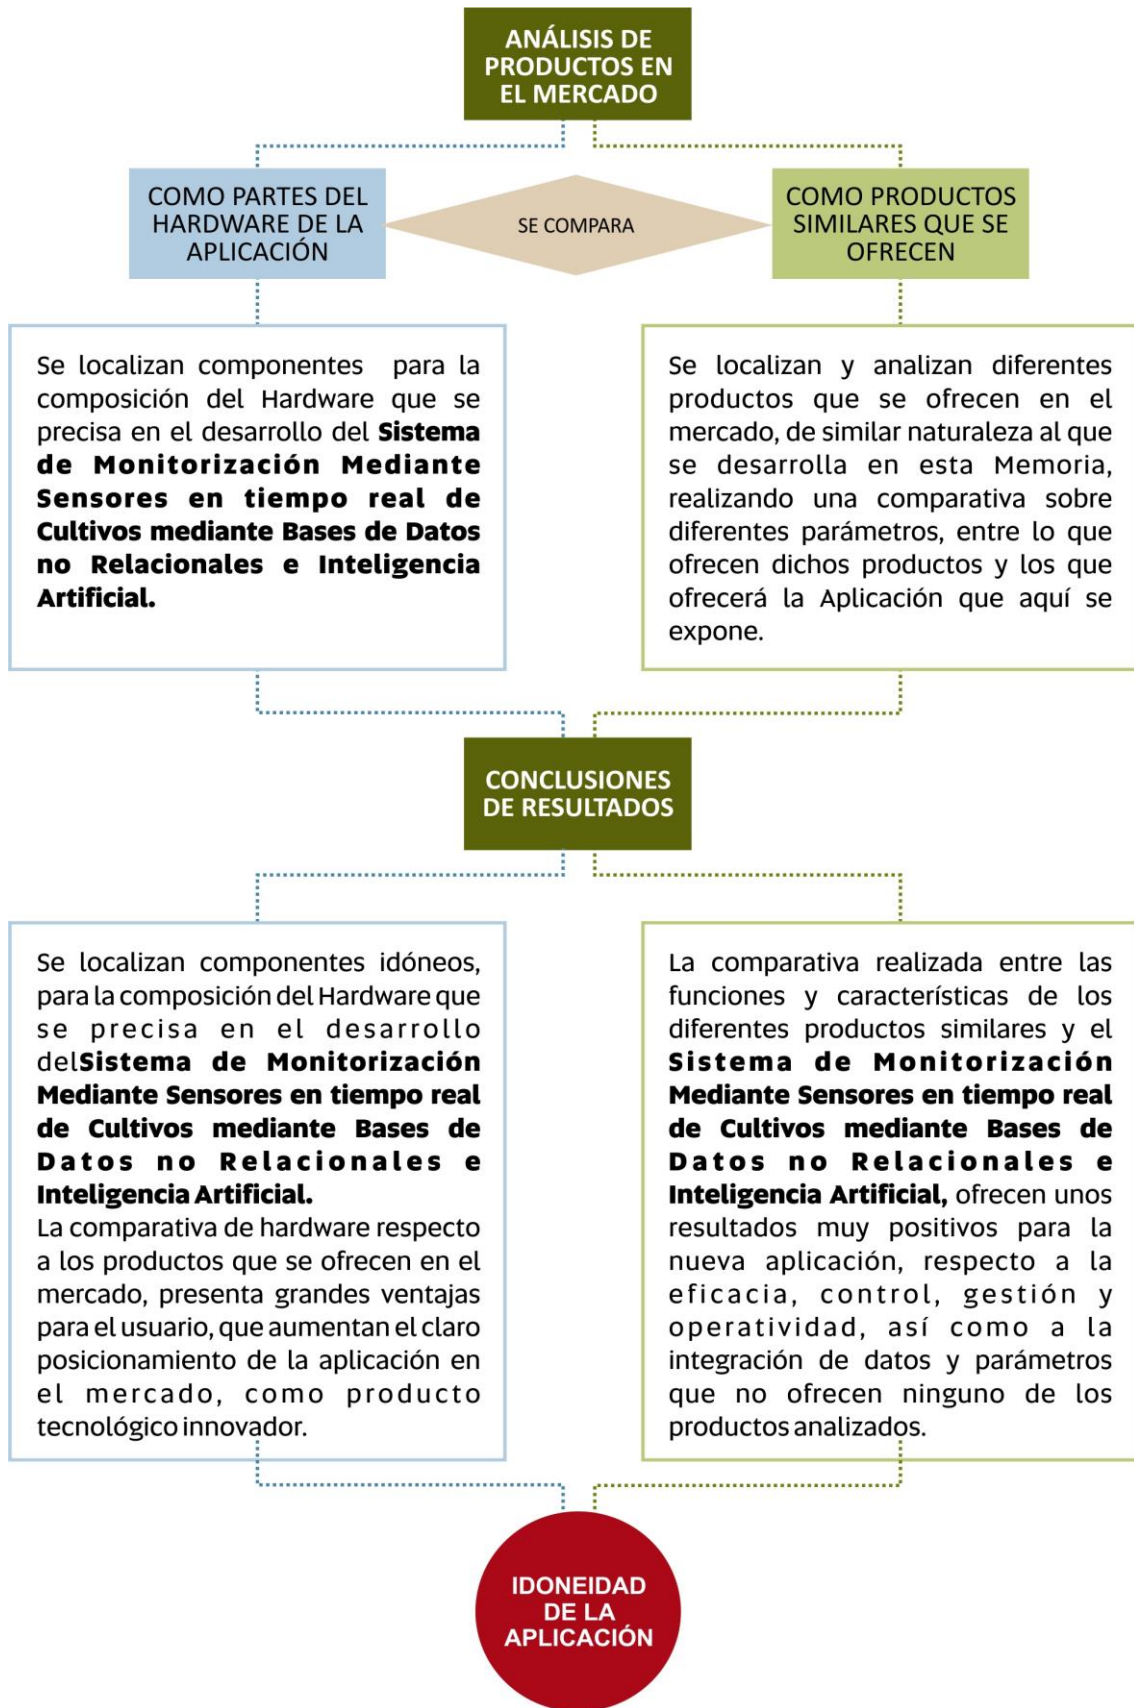 ANÁLISIS DE
PRODUCTOS EN
EL MERCADO
COMO PARTES DEL
HARDWARE DE LA
APLICACIÓN
SE COMPARA
COMO PRODUCTOS
SIMILARES QUE SE
OFRECEN
Se localizan componentes para la
composición del Hardware que se
precisa en el desarrollo del Sistema
de Monitorización Mediante
Sensores en tiempo real de
Cultivos mediante Bases de Datos
no Relacionales e Inteligencia
Artificial.
Se localizan y analizan diferentes
productos que se ofrecen en el
mercado, de similar naturaleza al que
se desarrolla en esta Memoria,
realizando una comparativa sobre
diferentes parámetros, entre lo que
ofrecen dichos productos y los que
ofrecerá la Aplicación que aquí se
expone.
CONCLUSIONES
DE RESULTADOS
Se localizan componentes idóneos,
para la composición del Hardware que
se precisa en el desarrollo
delSistema de Monitorización
Mediante Sensores en tiempo real
de Cultivos mediante Bases de
Datos no Relacionales e
Inteligencia Artificial.
La comparativa de hardware respecto
a los productos que se ofrecen en el
mercado, presenta grandes ventajas
para el usuario, que aumentan el claro
posicionamiento de la aplicación en
el mercado, como producto
tecnológico innovador.
La comparativa realizada entre las
funciones y características de los
diferentes productos similares y el
Sistema de Monitorización
Mediante Sensores en tiempo real
de Cultivos mediante Bases de
Datos no Relacionales e
Inteligencia Artificial, ofrecen unos
resultados muy positivos para la
nueva aplicación, respecto a la
eficacia, control, gestión y
operatividad, así como a la
integración de datos y parámetros
que no ofrecen ninguno de los
productos analizados.
IDONEIDAD
DE LA
APLICACIÓN